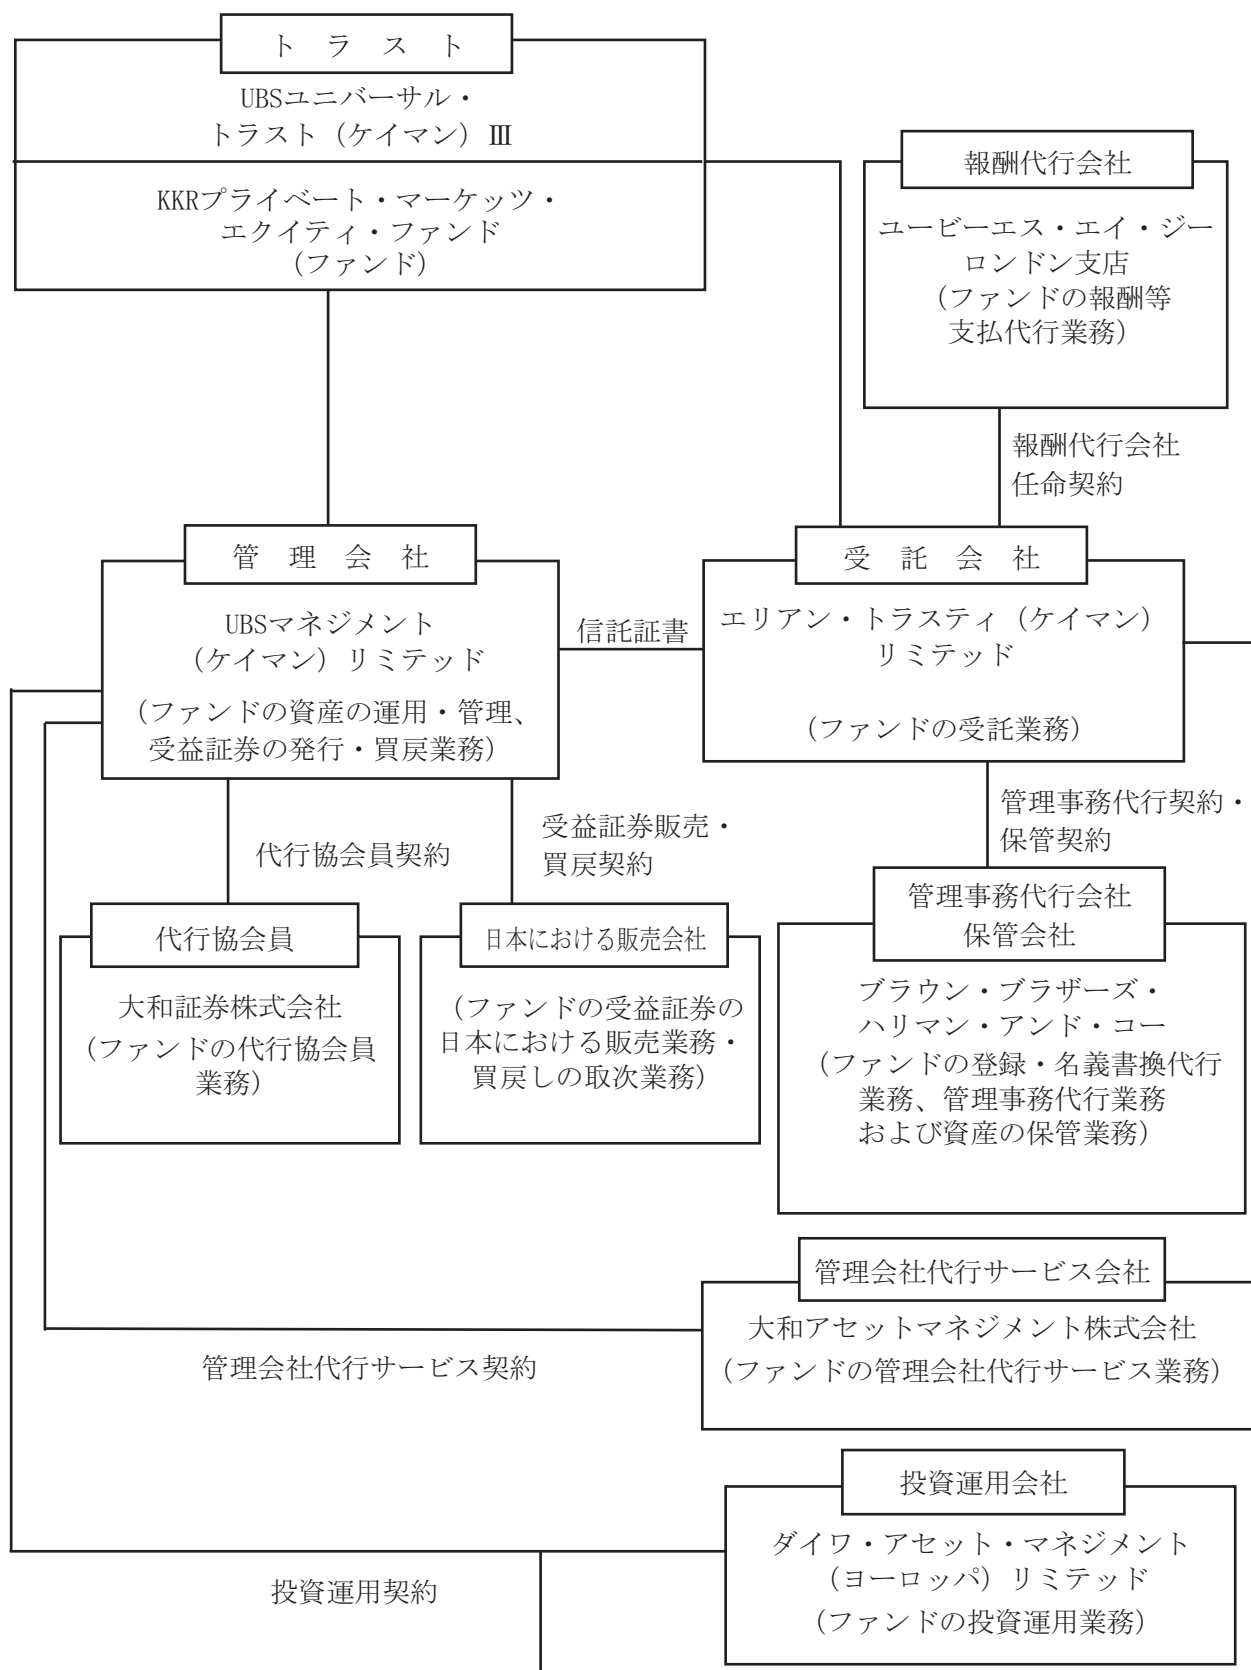 トラスト
UBSユニバーサル・
トラスト（ケイマン）Ⅲ
KKRプライベート・マーケッツ・
エクイティ・ファンド
（ファンド）
報酬代行会社
ユービーエス・エイ・ジー
ロンドン支店
（ファンドの報酬等
支払代行業務）
報酬代行会社
任命契約
管理会社
UBSマネジメント
（ケイマン）リミテッド
（ファンドの資産の運用・管理、
受益証券の発行・買戻業務）
信託証書
受託会社
エリアン・トラスティ（ケイマン）
リミテッド
（ファンドの受託業務）
代行協会員契約
受益証券販売・
買戻契約
管理事務代行契約・
保管契約
代行協会員
大和証券株式会社
（ファンドの代行協会員
業務）
日本における販売会社
（ファンドの受益証券の
日本における販売業務・
買戻しの取次業務）
管理事務代行会社
保管会社
ブラウン・ブラザーズ・
ハリマン・アンド・コー
（ファンドの登録・名義書換代行
業務、管理事務代行業務
および資産の保管業務）
管理会社代行サービス会社
大和アセットマネジメント株式会社
（ファンドの管理会社代行サービス業務）
管理会社代行サービス契約
投資運用会社
ダイワ・アセット・マネジメント
（ヨーロッパ）リミテッド
（ファンドの投資運用業務）
投資運用契約